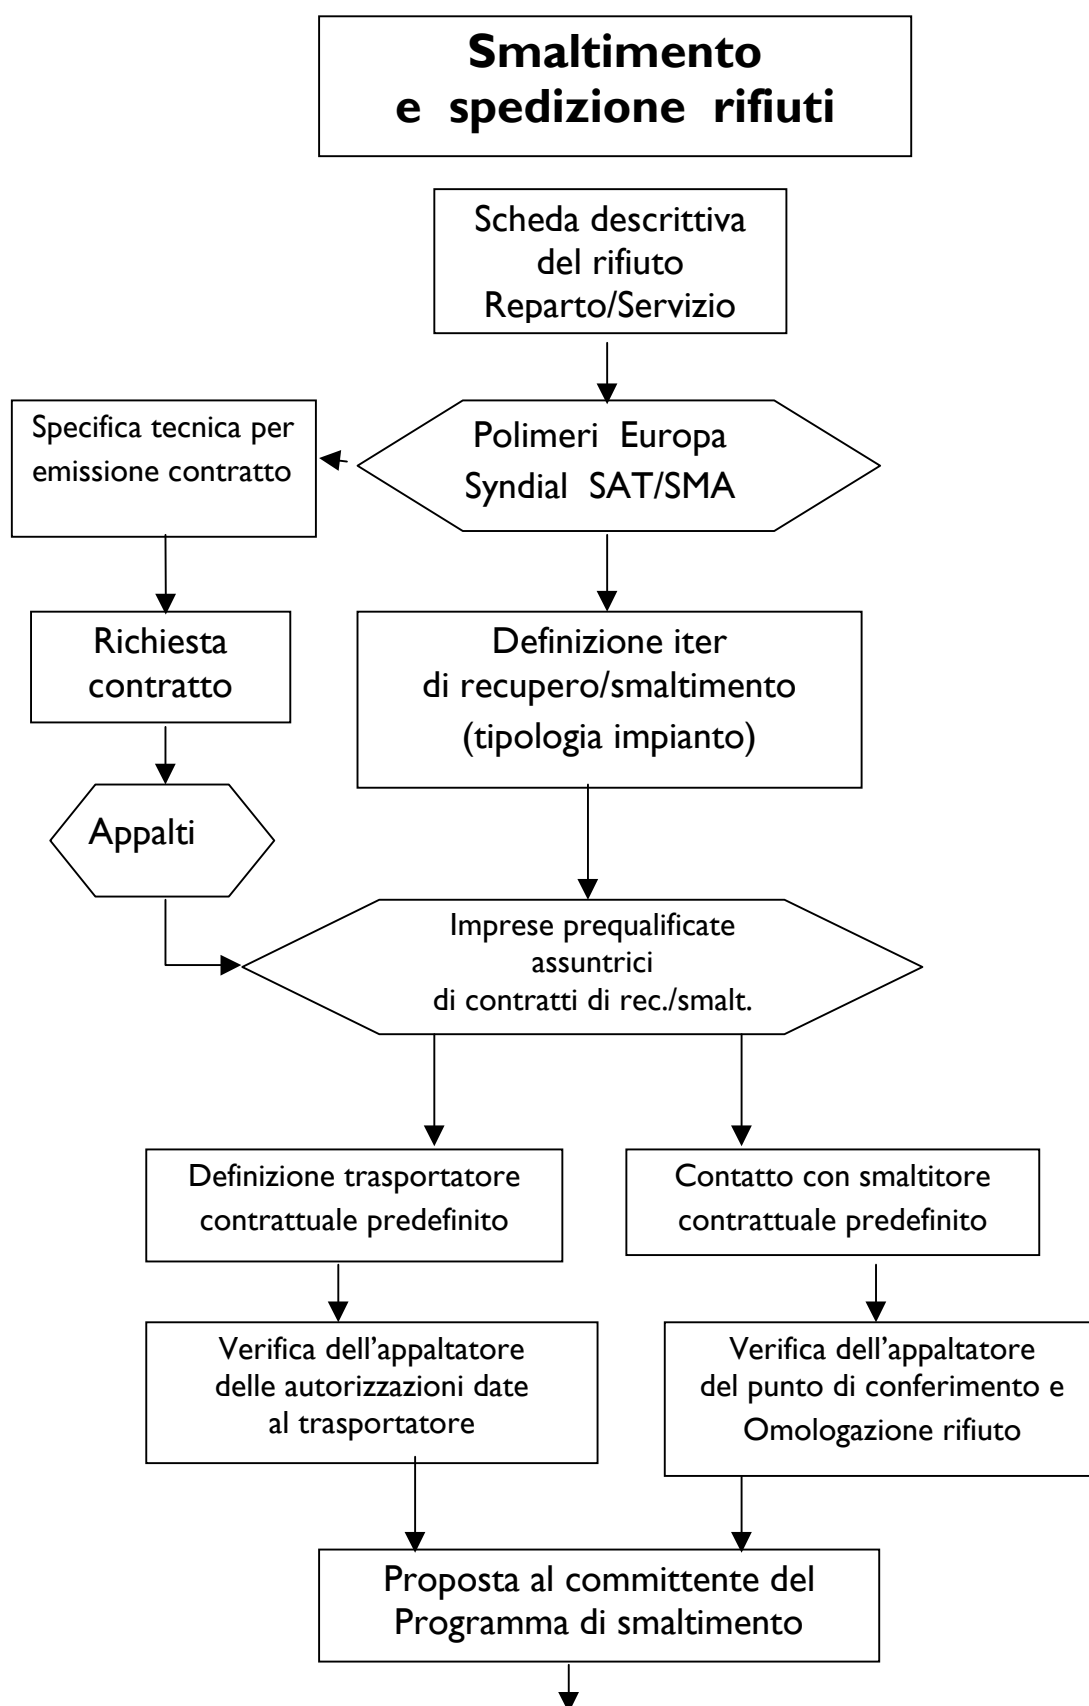 Smaltimento
e spedizione rifiuti
Scheda descrittiva
del rifiuto
Reparto/Servizio
Specifica tecnica per
emissione contratto
Polimeri Europa
Syndial SAT/SMA
Richiesta
contratto
Definizione iter
di recupero/smaltimento
(tipologia impianto)
Appalti
Imprese prequalificate
assuntrici
di contratti di rec./smalt.
Definizione trasportatore
contrattuale predefinito
Contatto con smaltitore
contrattuale predefinito
Verifica dell'appaltatore
delle autorizzazioni date
al trasportatore
Verifica dell'appaltatore
del punto di conferimento e
Omologazione rifiuto
Proposta al committente del
Programma di smaltimento